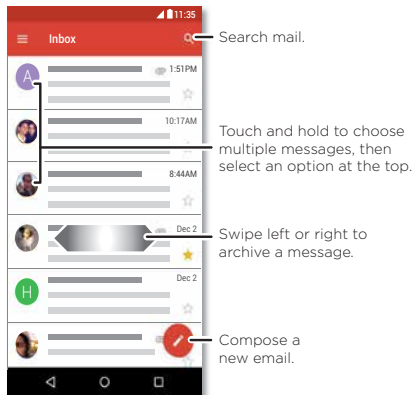 11:35
Inbox
Search mail.
A
1:51PM
10:17AM
Touch and hold to choose
multiple messages, then
select an option at the top.
8:44AM
Dec 2
Swipe left or right to
archive a message.
H
Dec 2
Compose a
new email.